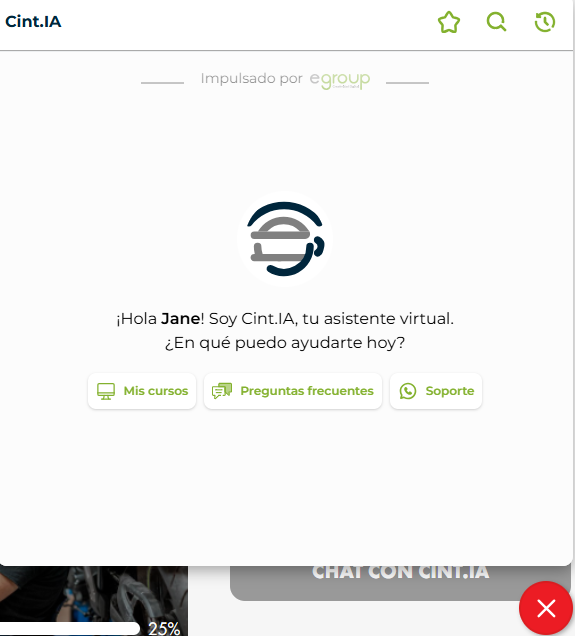 Cint.IA
Impulsado por egroup
¡Hola Jane! Soy Cint.IA, tu asistente virtual.
¿En qué puedo ayudarte hoy?
Mis cursos
Preguntas frecuentes
Soporte
CHAT CON CINT.IA
25%